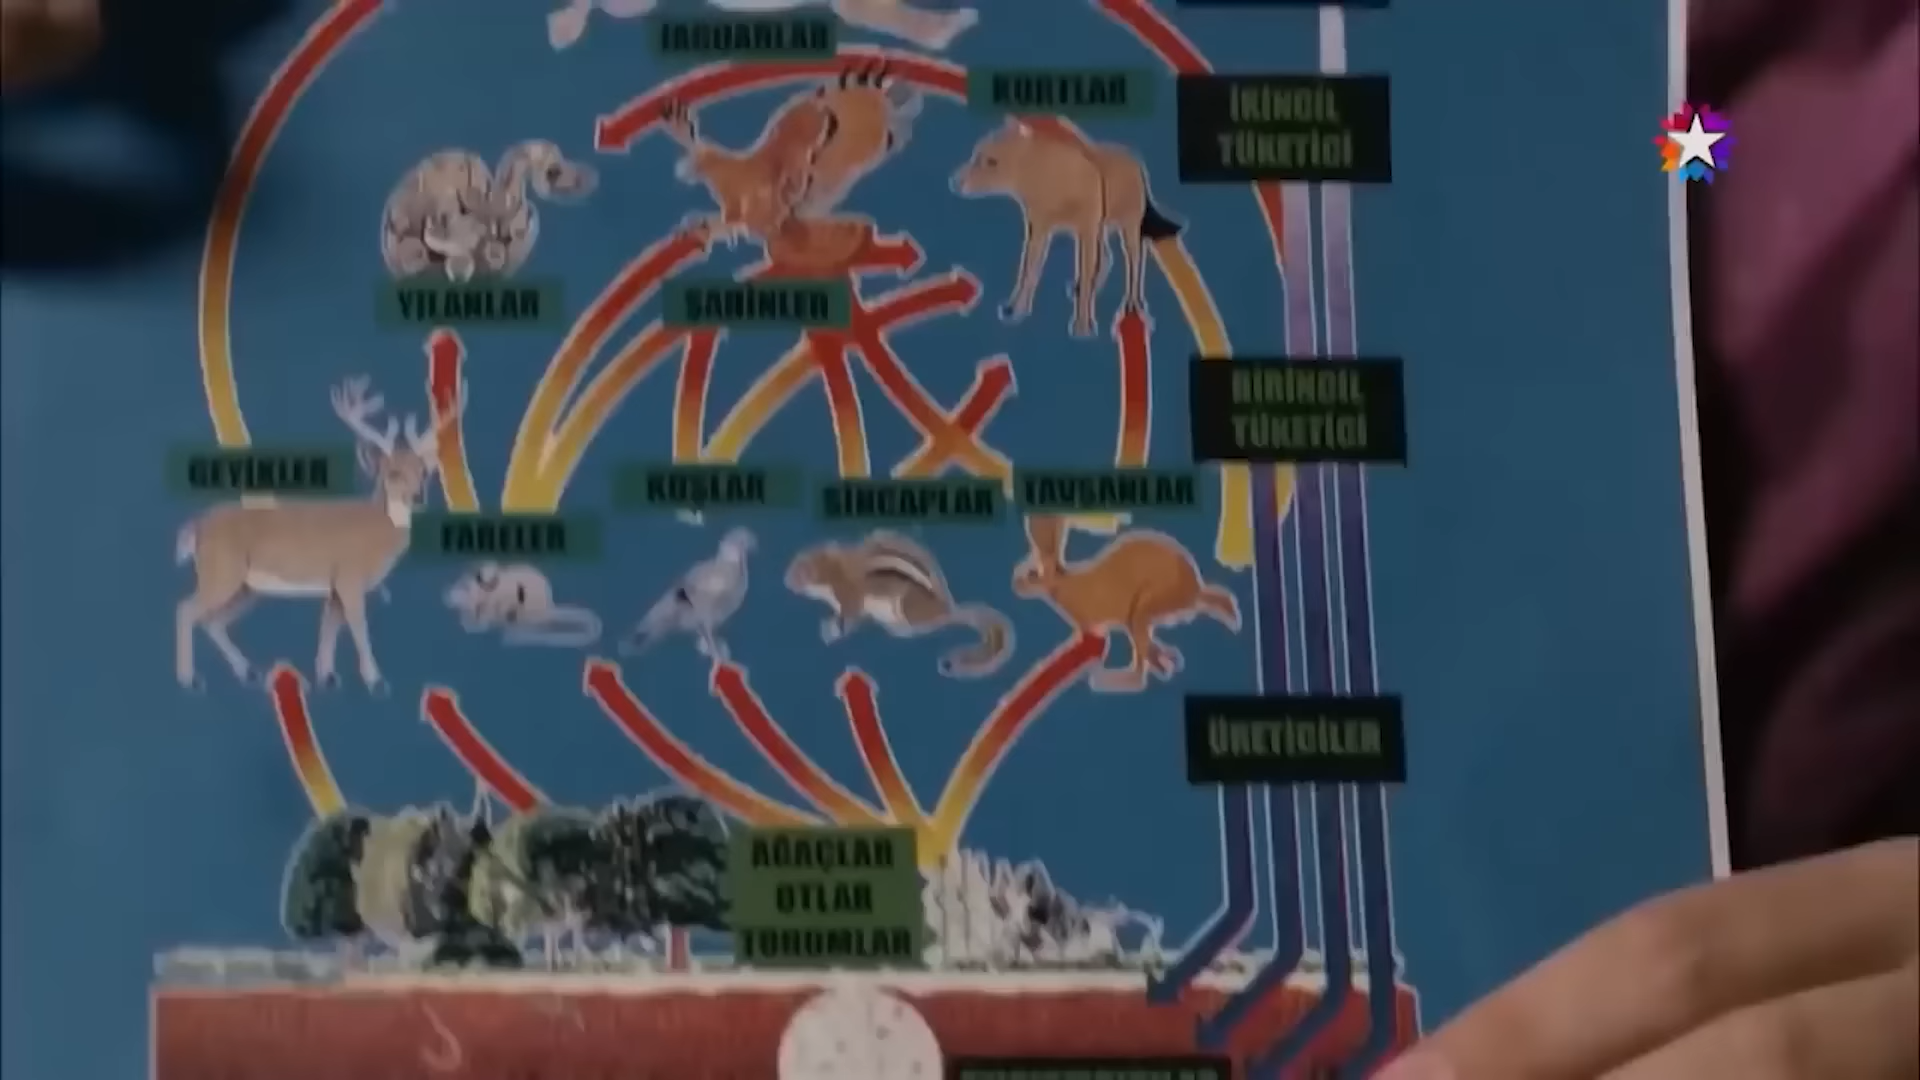 JAGUARLAR
KURTLAR
İKİNCİL
TÜKETİCİ
YILANLAR
ŞAHİNLER
BİRİNCİL
TÜKETİCİ
GEYİKLER
FARELER
KUŞLAR
SİNCAPLAR
TAVŞANLAR
ÜRETİCİLER
AĞAÇLAR
OTLAR
TOHUMLAR